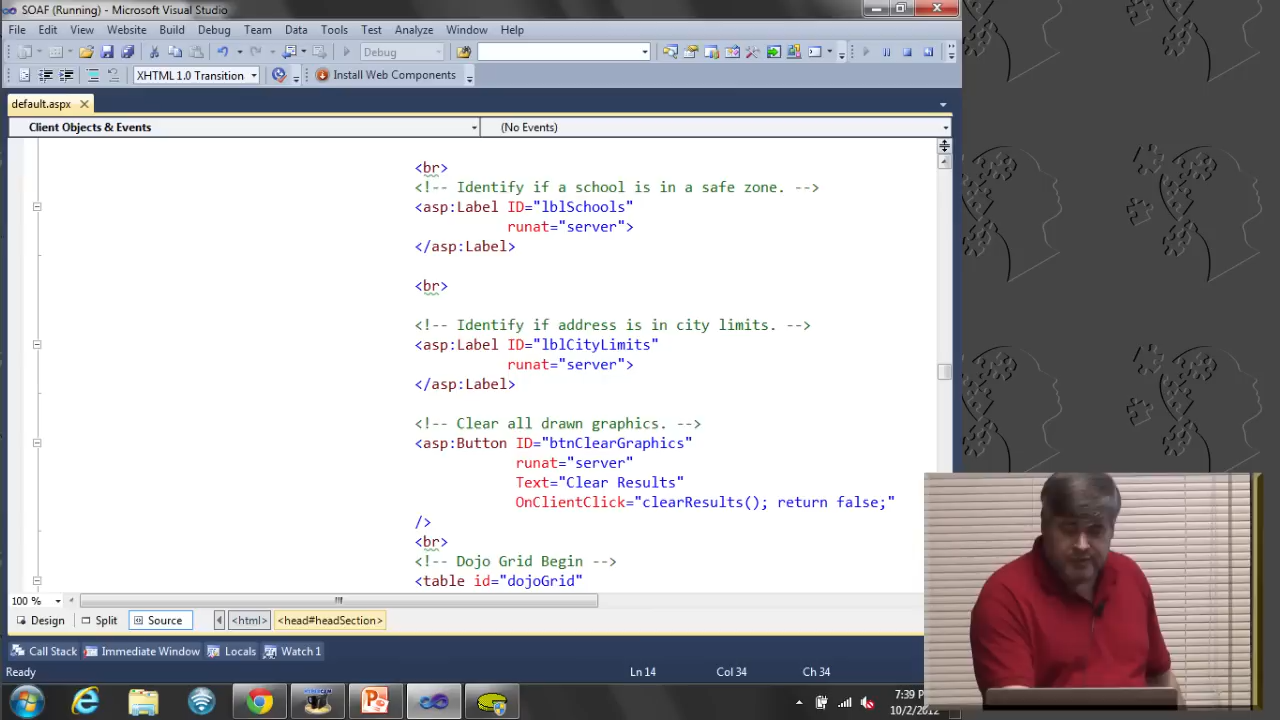 SOAF (Running) - Microsoft Visual Studio
File Edit View Website Build Debug Team Data Tools Test Analyze Window Help
Debug
XHTML 1.0 Transition Install Web Components
default.aspx
Client Objects & Events (No Events)
<br>
<!-- Identify if a school is in a safe zone. -->
<asp:Label ID="lblSchools"
runat="server">
</asp:Label>
<br>
<!-- Identify if address is in city limits. -->
<asp:Label ID="lblCityLimits"
runat="server">
</asp:Label>
<!-- Clear all drawn graphics. -->
<asp:Button ID="btnClearGraphics"
runat="server"
Text="Clear Results"
OnClientClick="clearResults(); return false;"
/>
<br>
<!-- Dojo Grid Begin -->
<table id="dojoGrid"
100 %
Design Split Source <html> <head#headSection>
Call Stack Immediate Window Locals Watch 1
Ready Ln 14 Col 34 Ch 34
7:39 PM
10/2/2012